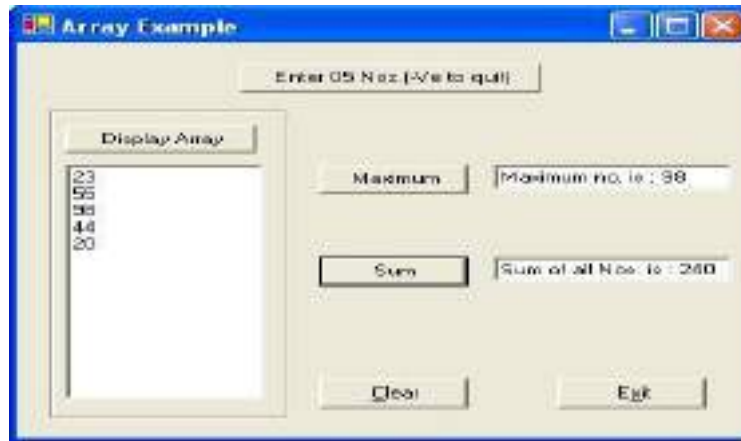 Array Example
Enter 05 Nos.(-Ve to quit)
Display Array
23
55
98
44
20
Maximum
Maximum no. is : 98
Sum
Sum of all Nos. is : 240
Clear
Exit